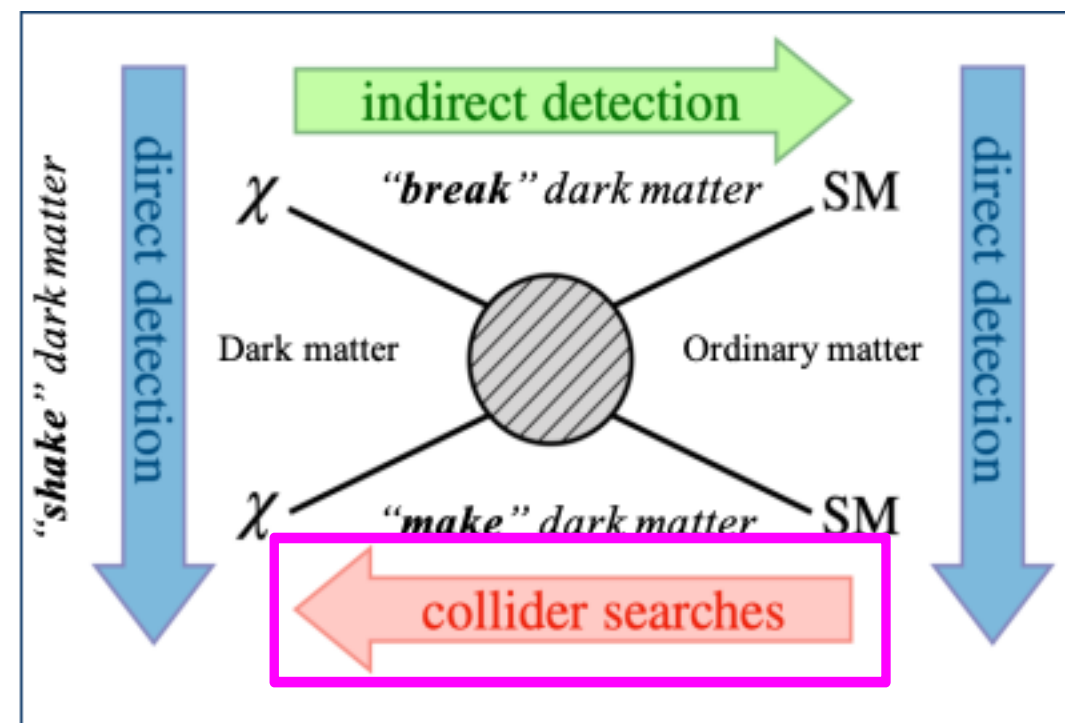 indirect detection
"shake" dark matter
direct detection
direct detection
χ
"break" dark matter
SM
Dark matter
Ordinary matter
χ
"make" dark matter
SM
collider searches